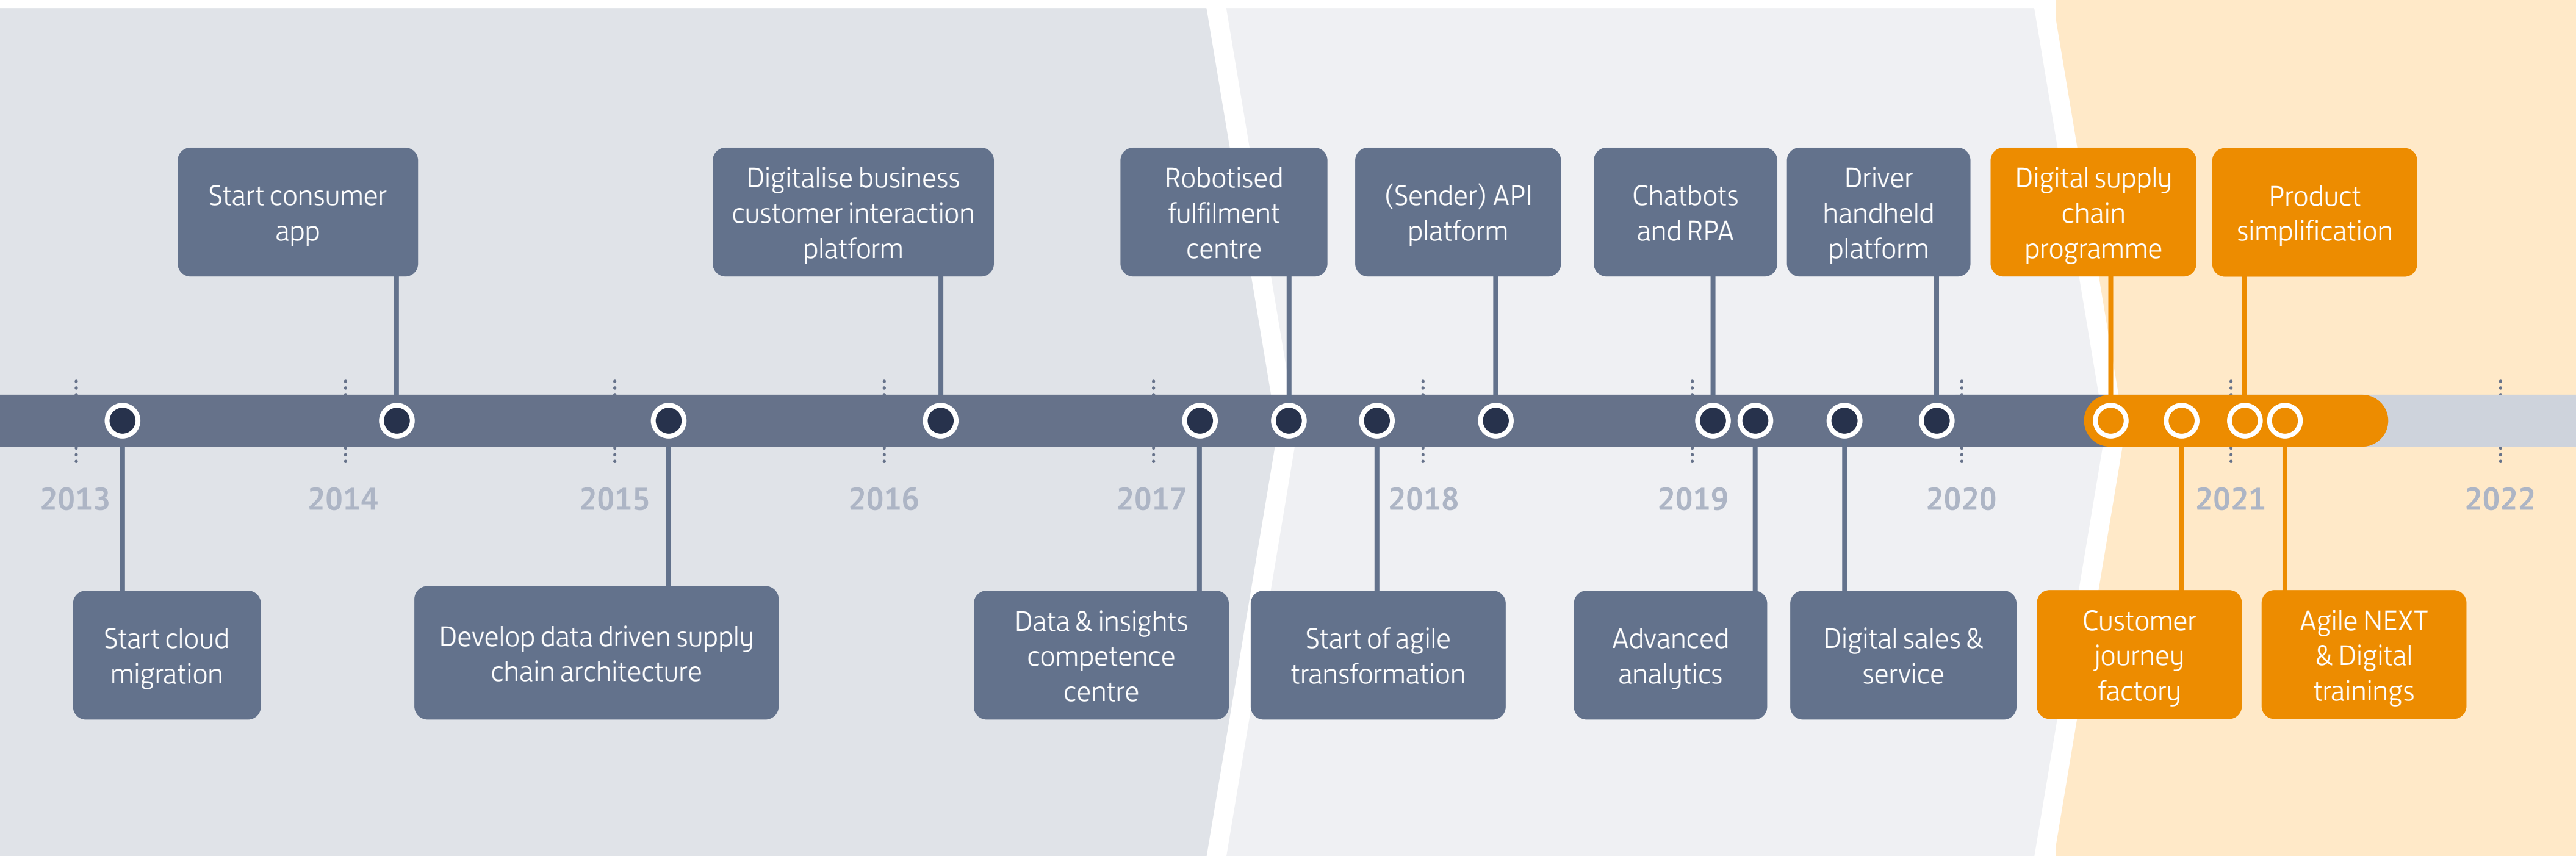 Start consumer
app
Digitalise business
customer interaction
platform
Robotised
fulfilment
centre
(Sender) API
platform
Chatbots
and RPA
Driver
handheld
platform
Digital supply
chain
programme
Product
simplification
2013
2014
2015
2016
2017
2018
2019
2020
2021
2022
Start cloud
migration
Develop data driven supply
chain architecture
Data & insights
competence
centre
Start of agile
transformation
Advanced
analytics
Digital sales &
service
Customer
journey
factory
Agile NEXT
& Digital
trainings